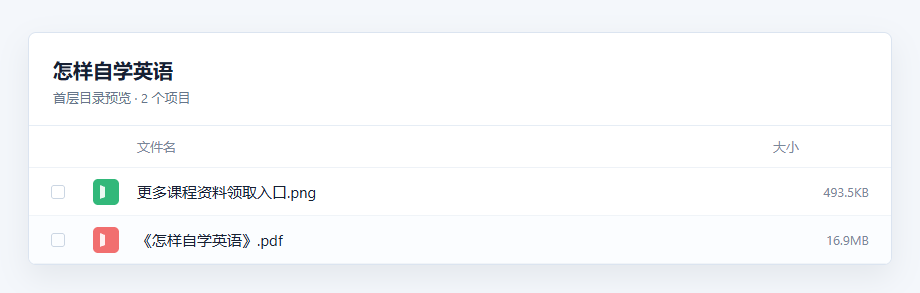 怎样自学英语
首层目录预览 · 2 个项目
文件名 大小
更多课程资料领取入口.png 493.5KB
《怎样自学英语》.pdf 16.9MB